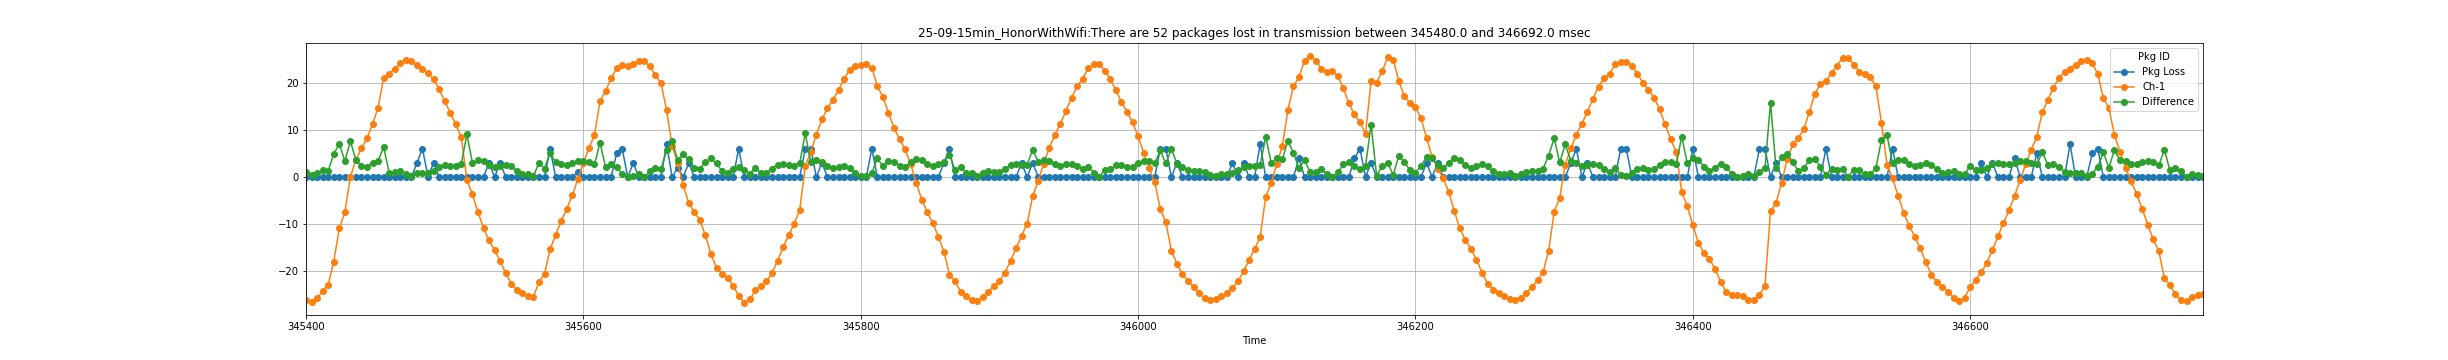 25-09-15min_HonorWithWifi:There are 52 packages lost in transmission between 345480.0 and 346692.0 msec
Pkg ID
Pkg Loss
Ch-1
Difference
20
10
0
−10
−20
345400 345600 345800 346000 346200 346400 346600
Time